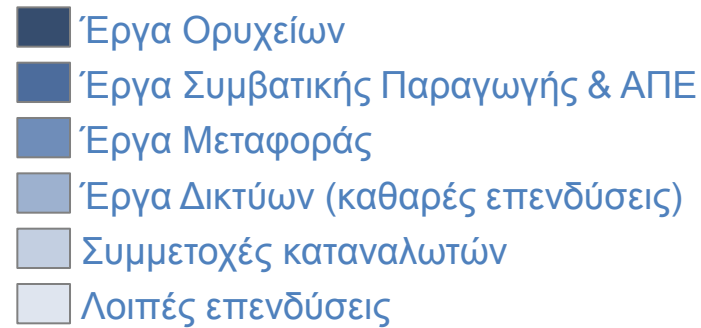 Έργα Ορυχείων
Έργα Συμβατικής Παραγωγής & ΑΠΕ
Έργα Μεταφοράς
Έργα Δικτύων (καθαρές επενδύσεις)
Συμμετοχές καταναλωτών
Λοιπές επενδύσεις